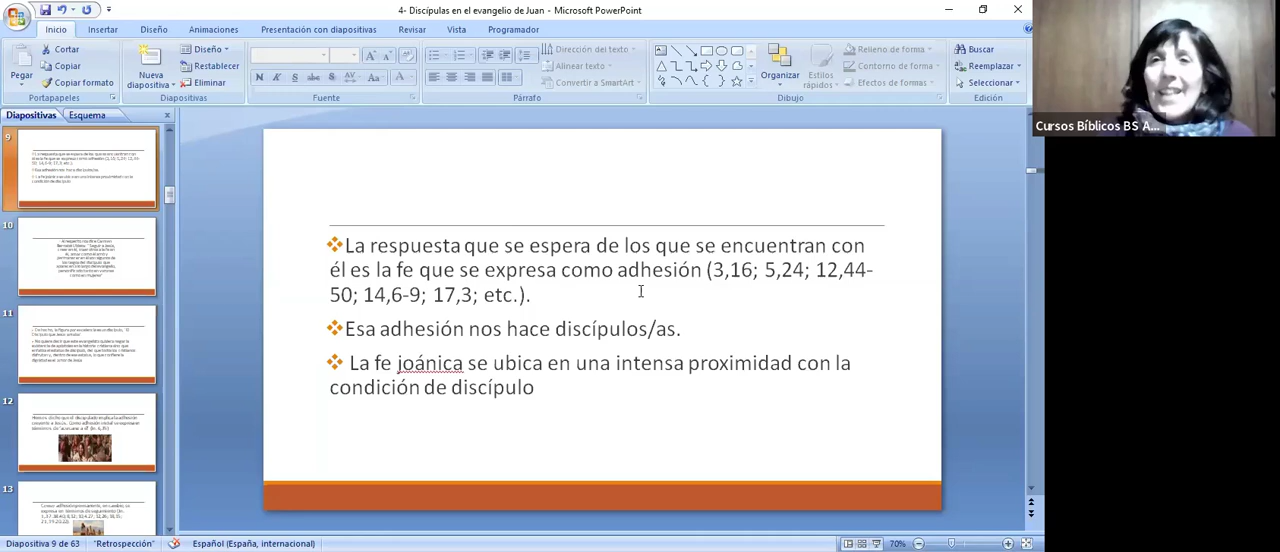 4- Discípulas en el evangelio de Juan - Microsoft PowerPoint
Inicio Insertar Diseño Animaciones Presentación con diapositivas Revisar Vista Programador
Pegar
Cortar
Copiar
Copiar formato
Portapapeles
Nueva
diapositiva
Diseño
Restablecer
Eliminar
Diapositivas
N K S abc AV Aa A
Fuente
Dirección del texto
Alinear texto
Convertir a SmartArt
Párrafo
Organizar
Estilos
rápidos
Relleno de forma
Contorno de forma
Efectos de formas
Dibujo
Buscar
Reemplazar
Seleccionar
Edición
Cursos Bíblicos BS A...
Diapositivas Esquema
9
10
11
12
13
La respuesta que se espera de los que se encuentran con
él es la fe que se expresa como adhesión (3,16; 5,24; 12,44-
50; 14,6-9; 17,3; etc.).
Esa adhesión nos hace discípulos/as.
La fe joánica se ubica en una intensa proximidad con la
condición de discípulo
Diapositiva 9 de 63 "Retrospección" Español (España, internacional) 70%